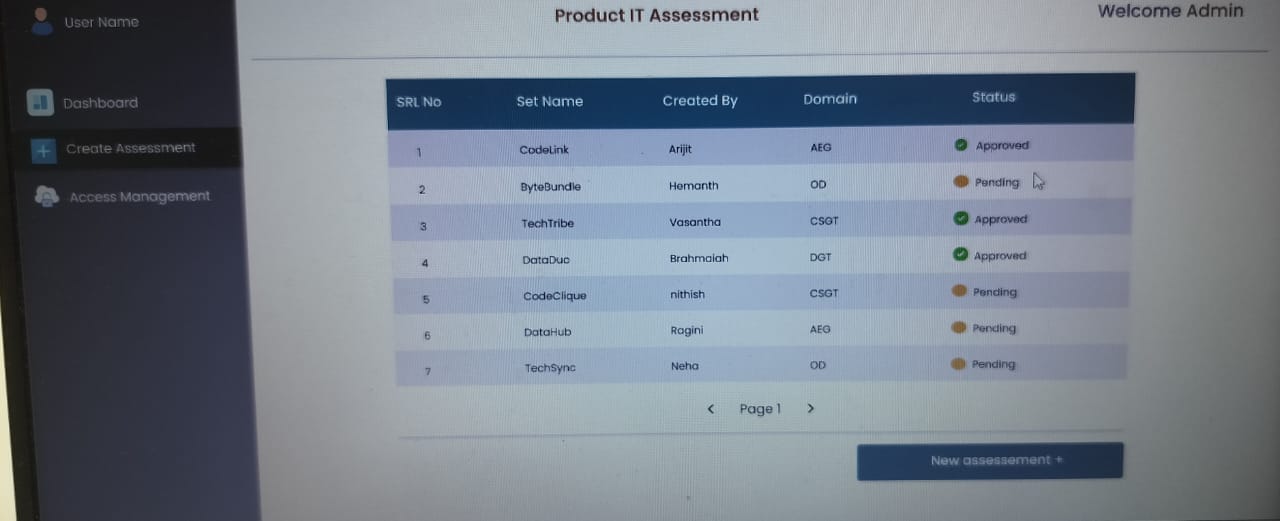 User Name
Product IT Assessment
Welcome Admin
Dashboard
Create Assessment
Access Management
SRL No Set Name Created By Domain Status
1 CodeLink Arijit AEG Approved
2 ByteBundle Hemanth OD Pending
3 TechTribe Vasantha CSGT Approved
4 DataDuo Brahmaiah DGT Approved
5 CodeClique nithish CSGT Pending
6 DataHub Ragini AEG Pending
7 TechSync Neha OD Pending
< Page 1 >
New assessement +